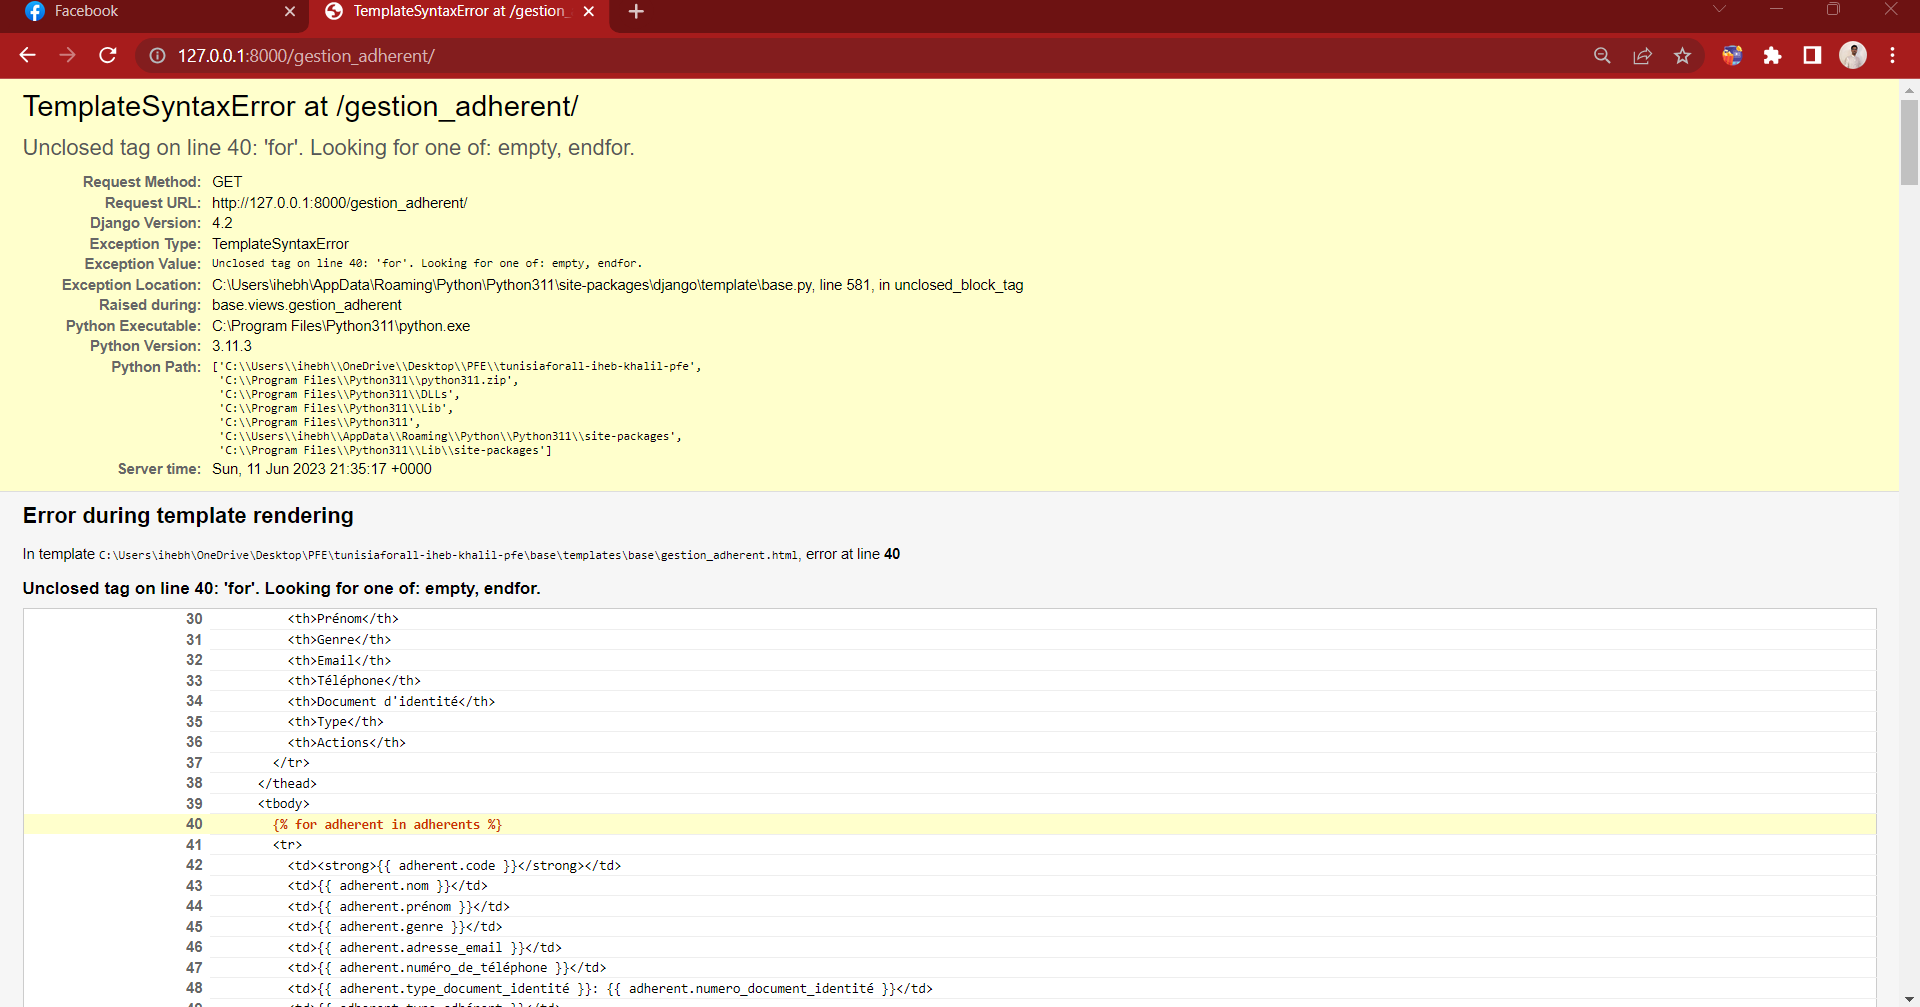 Facebook
TemplateSyntaxError at /gestion_
127.0.0.1:8000/gestion_adherent/
TemplateSyntaxError at /gestion_adherent/
Unclosed tag on line 40: 'for'. Looking for one of: empty, endfor.
Request Method: GET
Request URL: http://127.0.0.1:8000/gestion_adherent/
Django Version: 4.2
Exception Type: TemplateSyntaxError
Exception Value: Unclosed tag on line 40: 'for'. Looking for one of: empty, endfor.
Exception Location: C:\Users\ihebh\AppData\Roaming\Python\Python311\site-packages\django\template\base.py, line 581, in unclosed_block_tag
Raised during: base.views.gestion_adherent
Python Executable: C:\Program Files\Python311\python.exe
Python Version: 3.11.3
Python Path: ['C:\\Users\\ihebh\\OneDrive\\Desktop\\PFE\\tunisiaforall-iheb-khalil-pfe',
'C:\\Program Files\\Python311\\python311.zip',
'C:\\Program Files\\Python311\\DLLs',
'C:\\Program Files\\Python311\\Lib',
'C:\\Program Files\\Python311',
'C:\\Users\\ihebh\\AppData\\Roaming\\Python\\Python311\\site-packages',
'C:\\Program Files\\Python311\\Lib\\site-packages']
Server time: Sun, 11 Jun 2023 21:35:17 +0000
Error during template rendering
In template C:\Users\ihebh\OneDrive\Desktop\PFE\tunisiaforall-iheb-khalil-pfe\base\templates\base\gestion_adherent.html, error at line 40
Unclosed tag on line 40: 'for'. Looking for one of: empty, endfor.
30 <th>Prénom</th>
31 <th>Genre</th>
32 <th>Email</th>
33 <th>Téléphone</th>
34 <th>Document d'identité</th>
35 <th>Type</th>
36 <th>Actions</th>
37 </tr>
38 </thead>
39 <tbody>
40 {% for adherent in adherents %}
41 <tr>
42 <td><strong>{{ adherent.code }}</strong></td>
43 <td>{{ adherent.nom }}</td>
44 <td>{{ adherent.prénom }}</td>
45 <td>{{ adherent.genre }}</td>
46 <td>{{ adherent.adresse_email }}</td>
47 <td>{{ adherent.numéro_de_téléphone }}</td>
48 <td>{{ adherent.type_document_identité }}: {{ adherent.numero_document_identité }}</td>